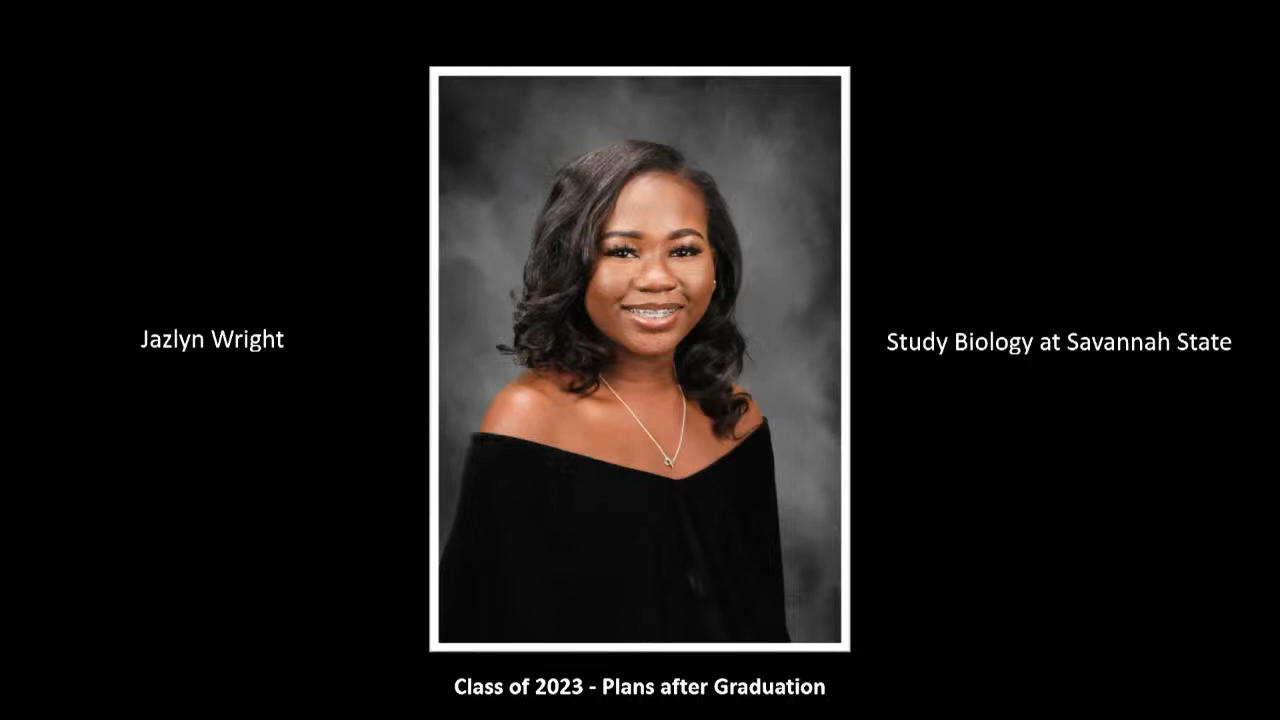 Jazlyn Wright
Study Biology at Savannah State
Class of 2023 - Plans after Graduation